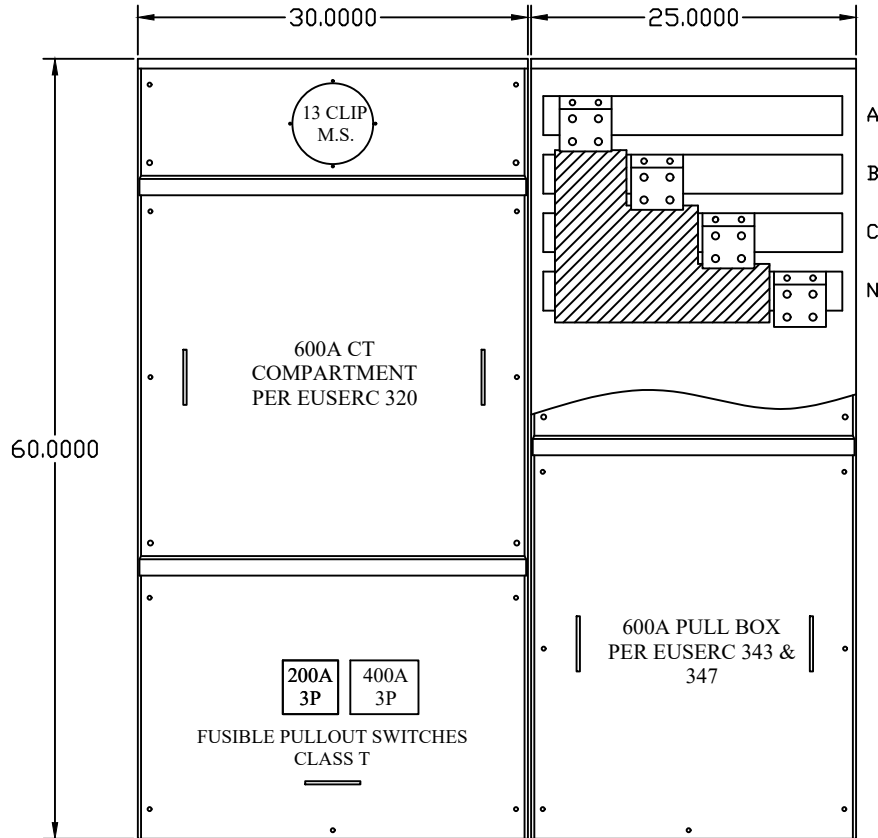 30.0000
25.0000
13 CLIP
M.S.
A
B
C
N
600A CT
COMPARTMENT
PER EUSERC 320
60.0000
600A PULL BOX
PER EUSERC 343 &
347
200A
3P
400A
3P
FUSIBLE PULLOUT SWITCHES
CLASS T